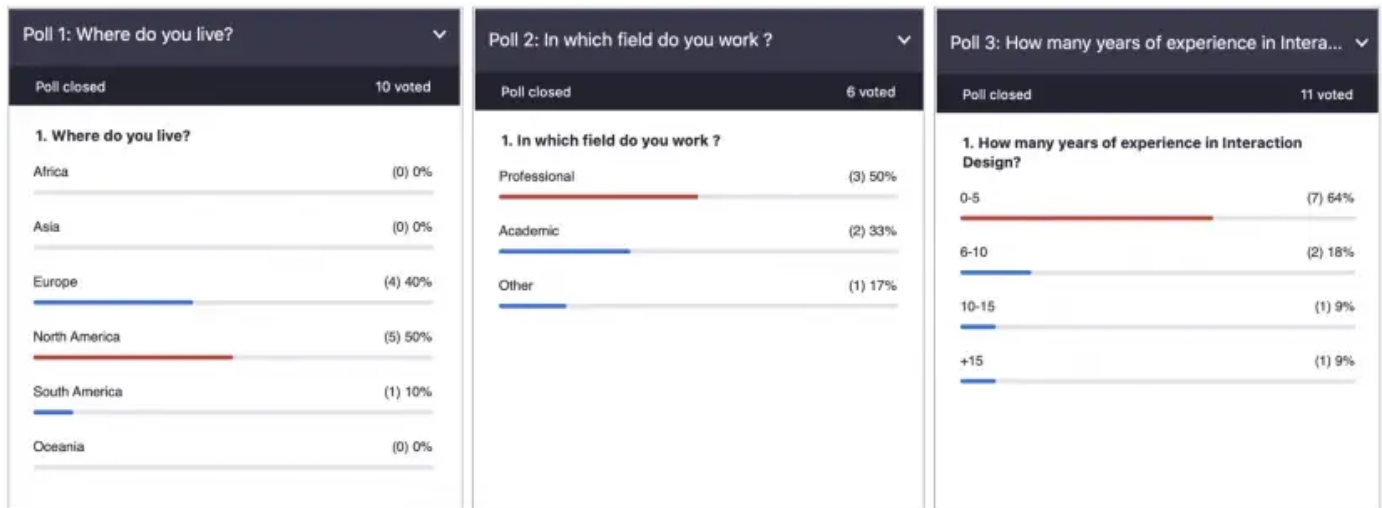 Poll 1: Where do you live?
Poll closed 10 voted
1. Where do you live?
Africa (0) 0%
Asia (0) 0%
Europe (4) 40%
North America (5) 50%
South America (1) 10%
Oceania (0) 0%
Poll 2: In which field do you work ?
Poll closed 6 voted
1. In which field do you work ?
Professional (3) 50%
Academic (2) 33%
Other (1) 17%
Poll 3: How many years of experience in Intera...
Poll closed 11 voted
1. How many years of experience in Interaction
Design?
0-5 (7) 64%
6-10 (2) 18%
10-15 (1) 9%
+15 (1) 9%